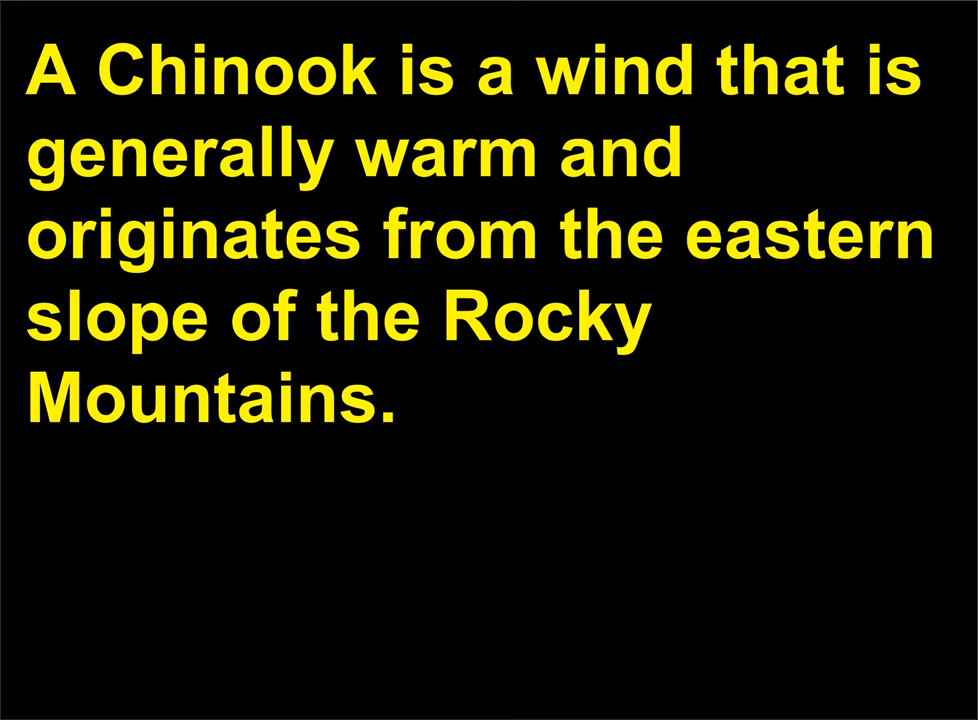 A Chinook is a wind that is
generally warm and
originates from the eastern
slope of the Rocky
Mountains.